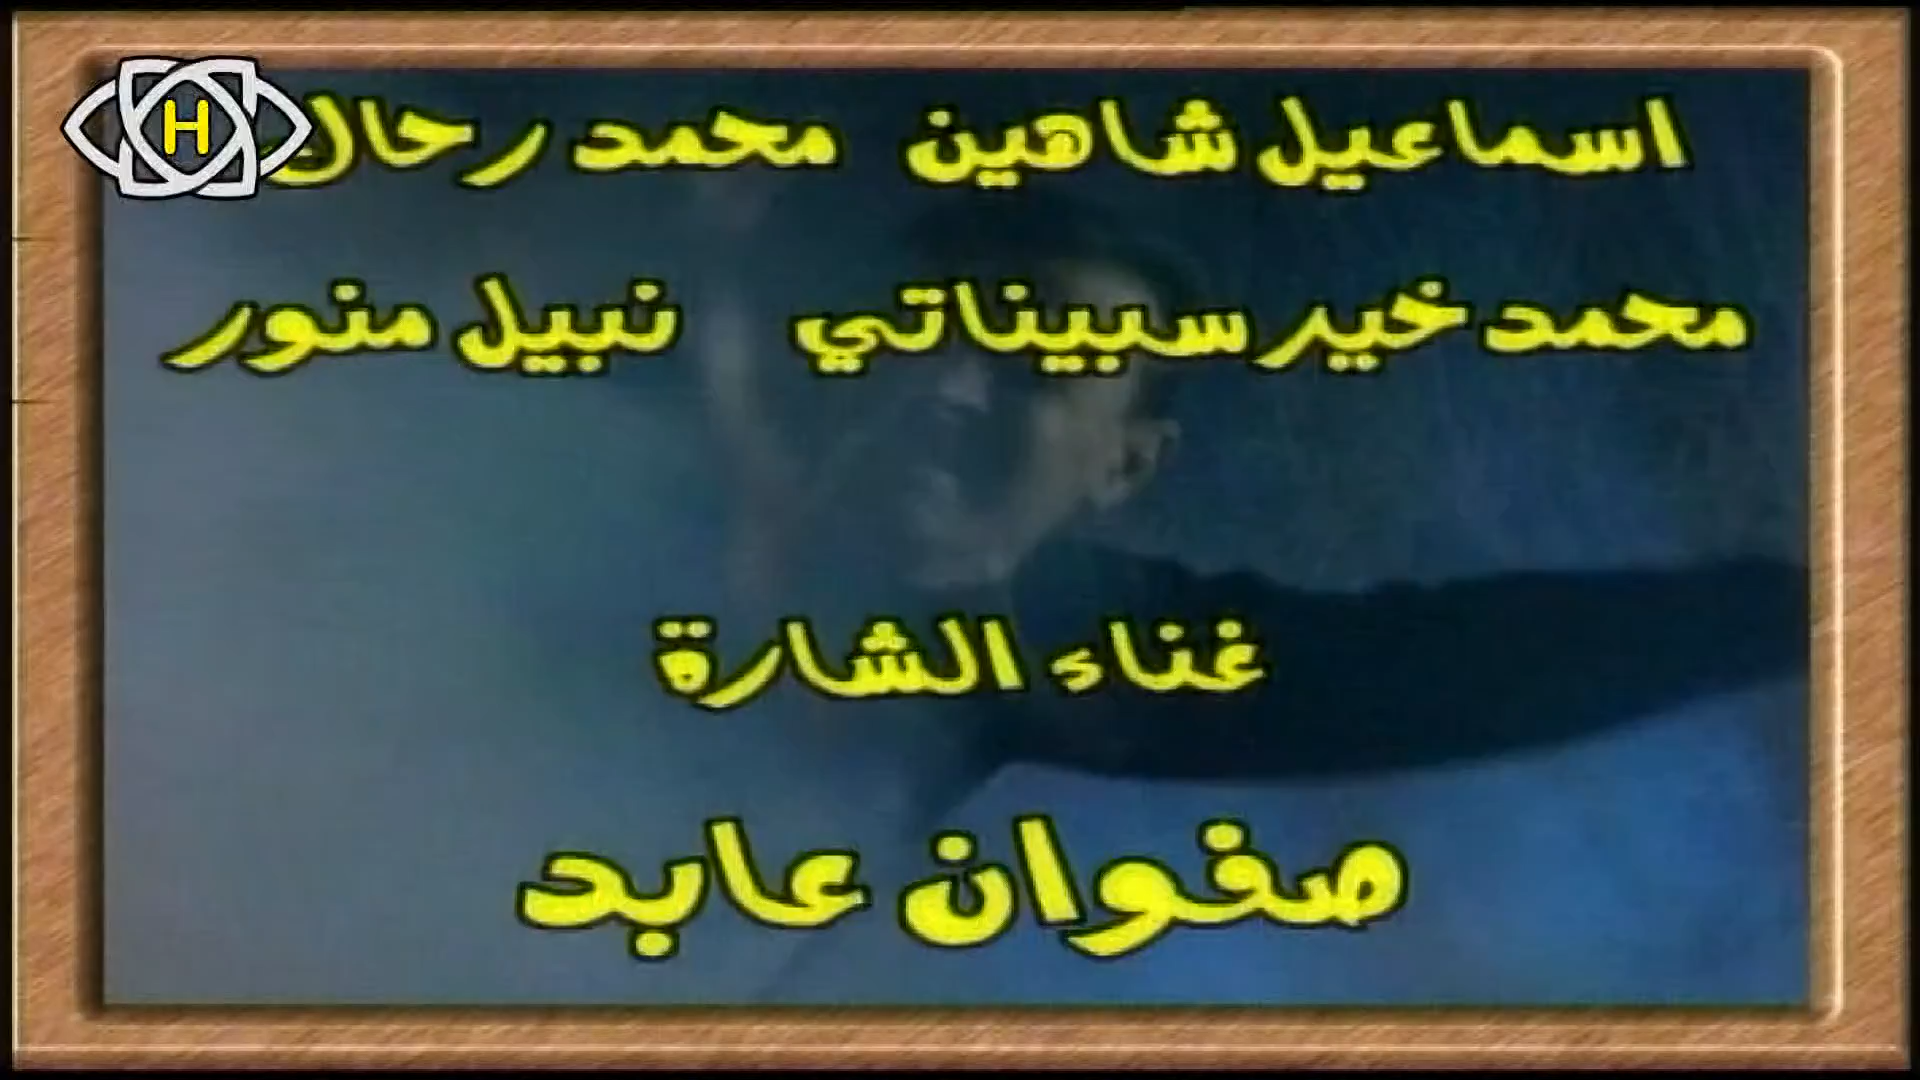 H
اسماعيل شاهين محمد رحال
محمد خير سبيناتي نبيل منور
غناء الشارة
صفوان عابد